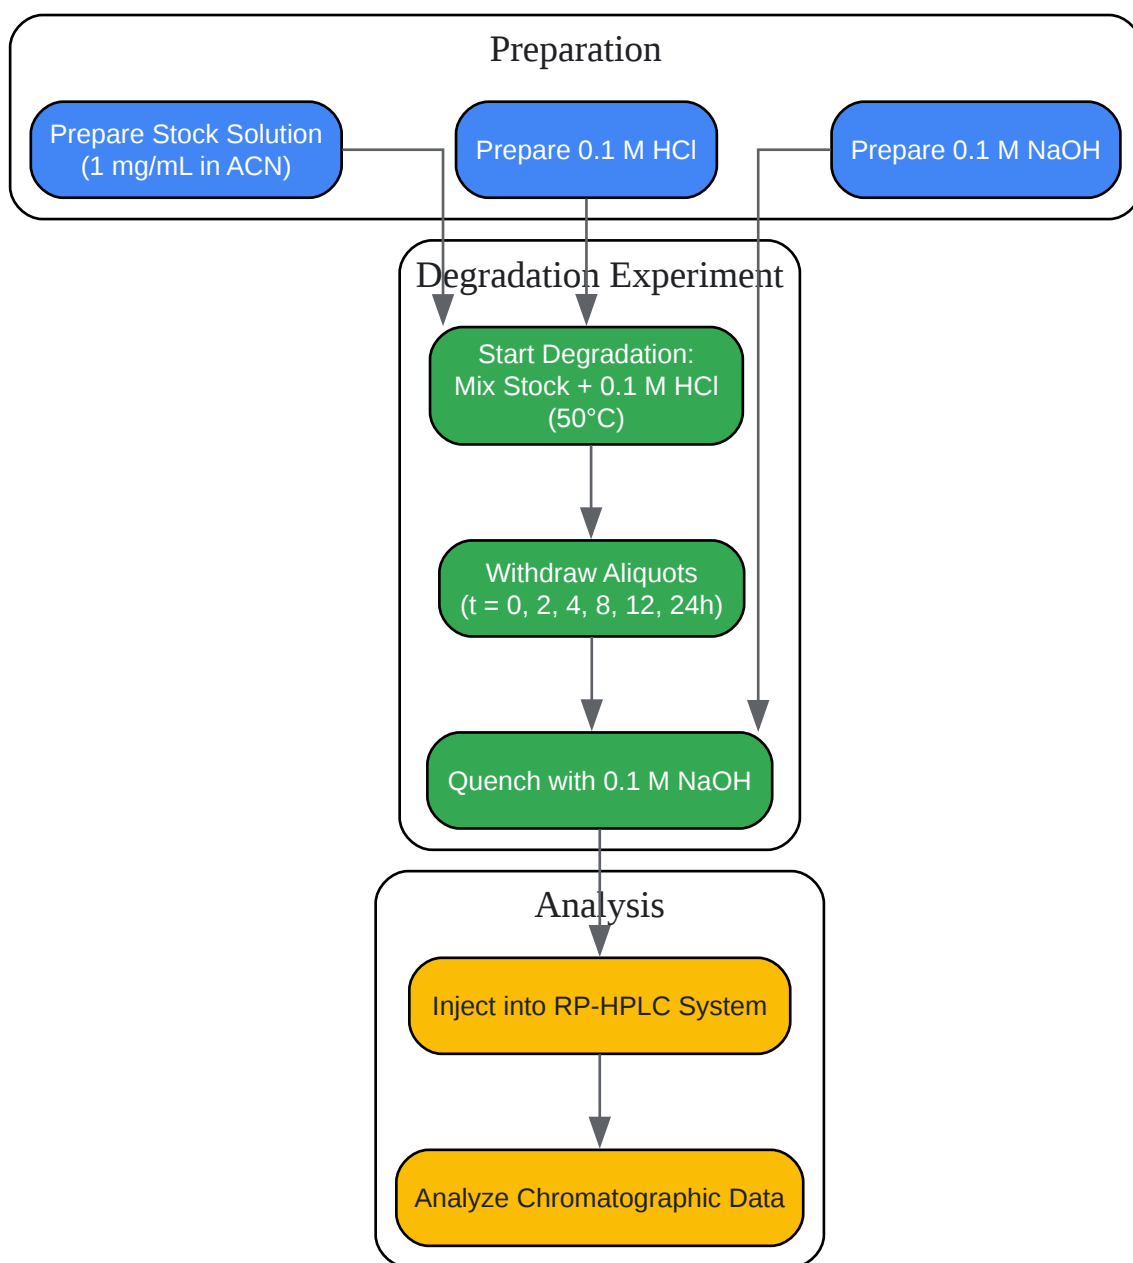 Preparation
Prepare Stock Solution
(1 mg/mL in ACN)
Prepare 0.1 M HCl
Prepare 0.1 M NaOH
Degradation Experiment
Start Degradation:
Mix Stock + 0.1 M HCl
(50°C)
Withdraw Aliquots
(t = 0, 2, 4, 8, 12, 24h)
Quench with 0.1 M NaOH
Analysis
Inject into RP-HPLC System
Analyze Chromatographic Data